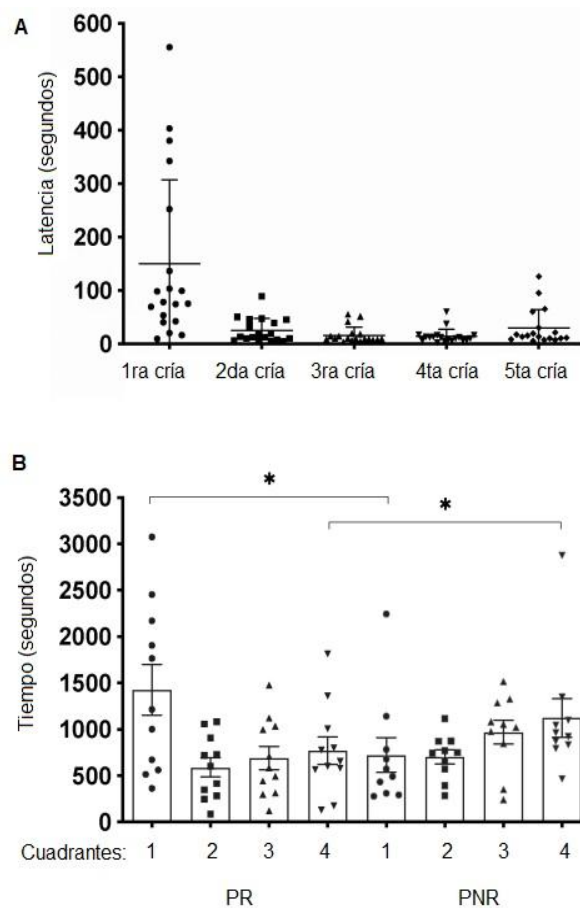 A
Latencia (segundos)
600
500
400
300
200
100
0
1ra cría 2da cría 3ra cría 4ta cría 5ta cría
B
Tiempo (segundos)
3500
3000
2500
2000
1500
1000
500
0
* *
Cuadrantes: 1 2 3 4 1 2 3 4
PR PNR